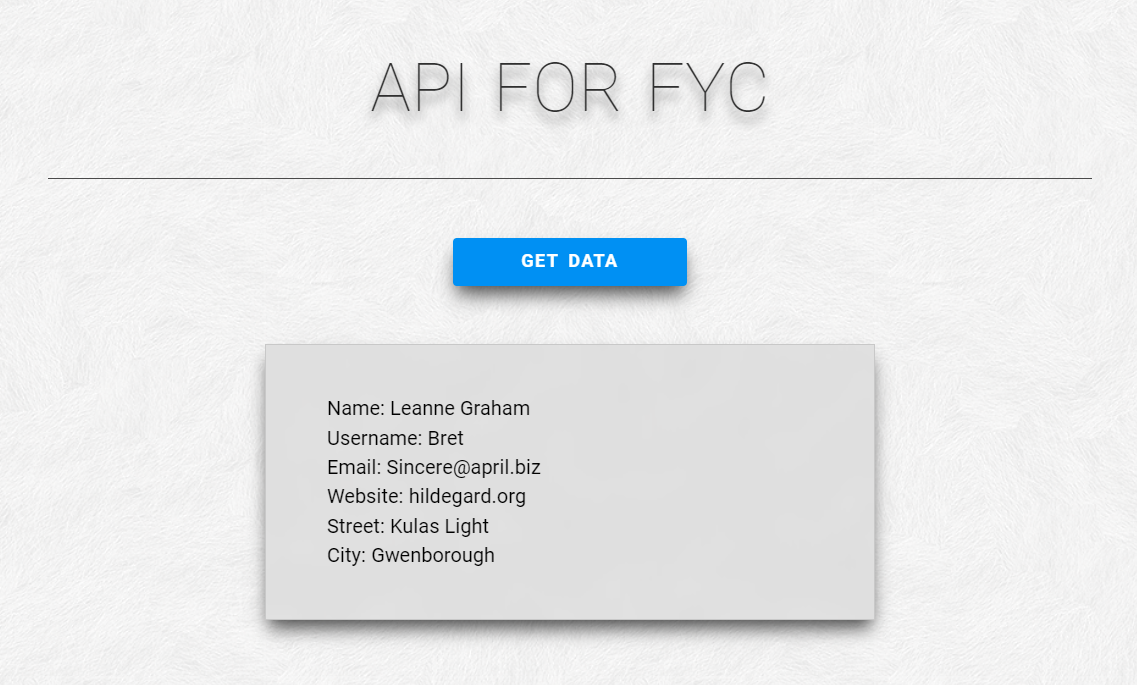 API FOR FYC
GET DATA
Name: Leanne Graham
Username: Bret
Email: Sincere@april.biz
Website: hildegard.org
Street: Kulas Light
City: Gwenborough